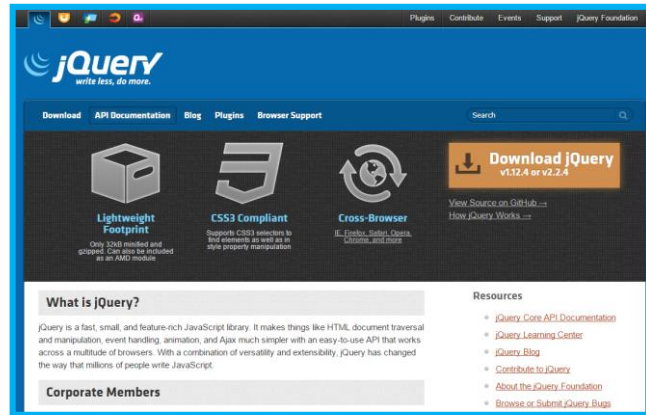 Plugins Contribute Events Support jQuery Foundation
jQuery
write less, do more.
Download API Documentation Blog Plugins Browser Support Search
Download jQuery
v1.12.4 or v2.2.4
View Source on GitHub →
How jQuery Works →
Lightweight
Footprint
Only 32kB minified and
gzipped. Can also be included
as an AMD module
CSS3 Compliant
Supports CSS3 selectors to
find elements as well as in
style property manipulation
Cross-Browser
IE, Firefox, Safari, Opera,
Chrome, and more
What is jQuery?
jQuery is a fast, small, and feature-rich JavaScript library. It makes things like HTML document traversal
and manipulation, event handling, animation, and Ajax much simpler with an easy-to-use API that works
across a multitude of browsers. With a combination of versatility and extensibility, jQuery has changed
the way that millions of people write JavaScript.
Corporate Members
Resources
jQuery Core API Documentation
jQuery Learning Center
jQuery Blog
Contribute to jQuery
About the jQuery Foundation
Browse or Submit jQuery Bugs